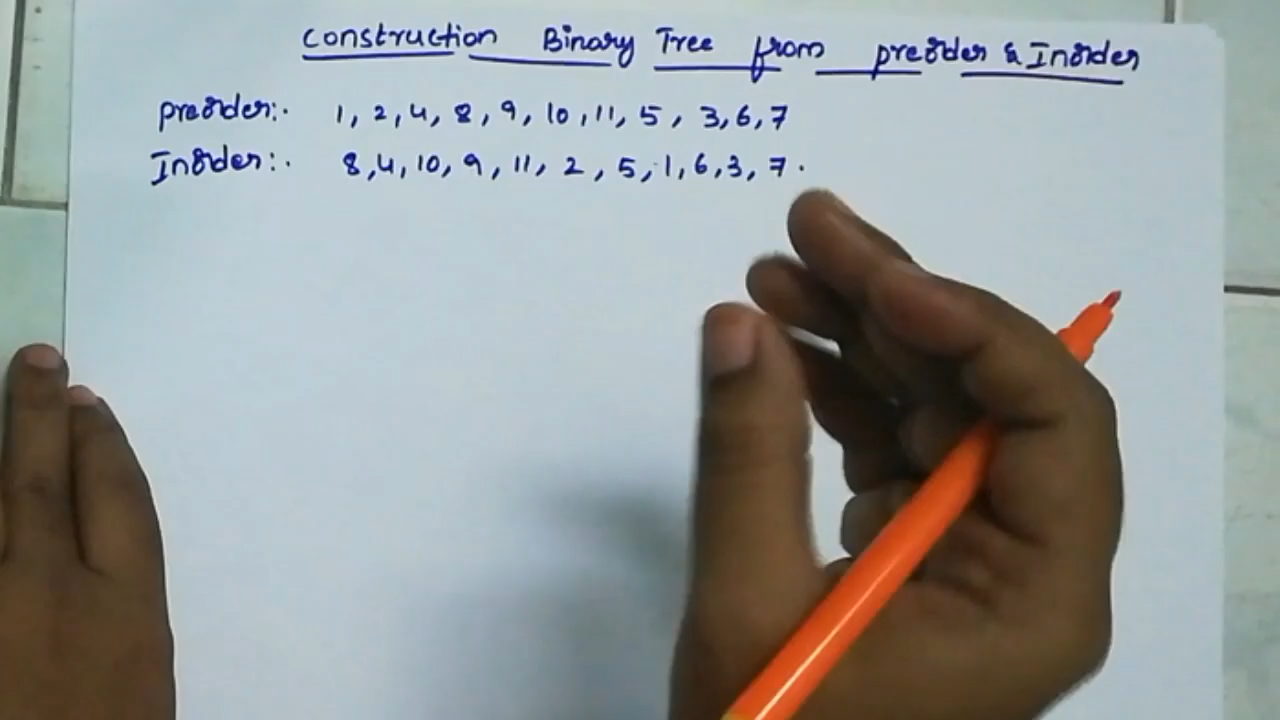 construction Binary Tree from preorder & Inorder
preorder:. 1, 2, 4, 8, 9, 10, 11, 5, 3, 6, 7
Inorder:. 8, 4, 10, 9, 11, 2, 5, 1, 6, 3, 7.